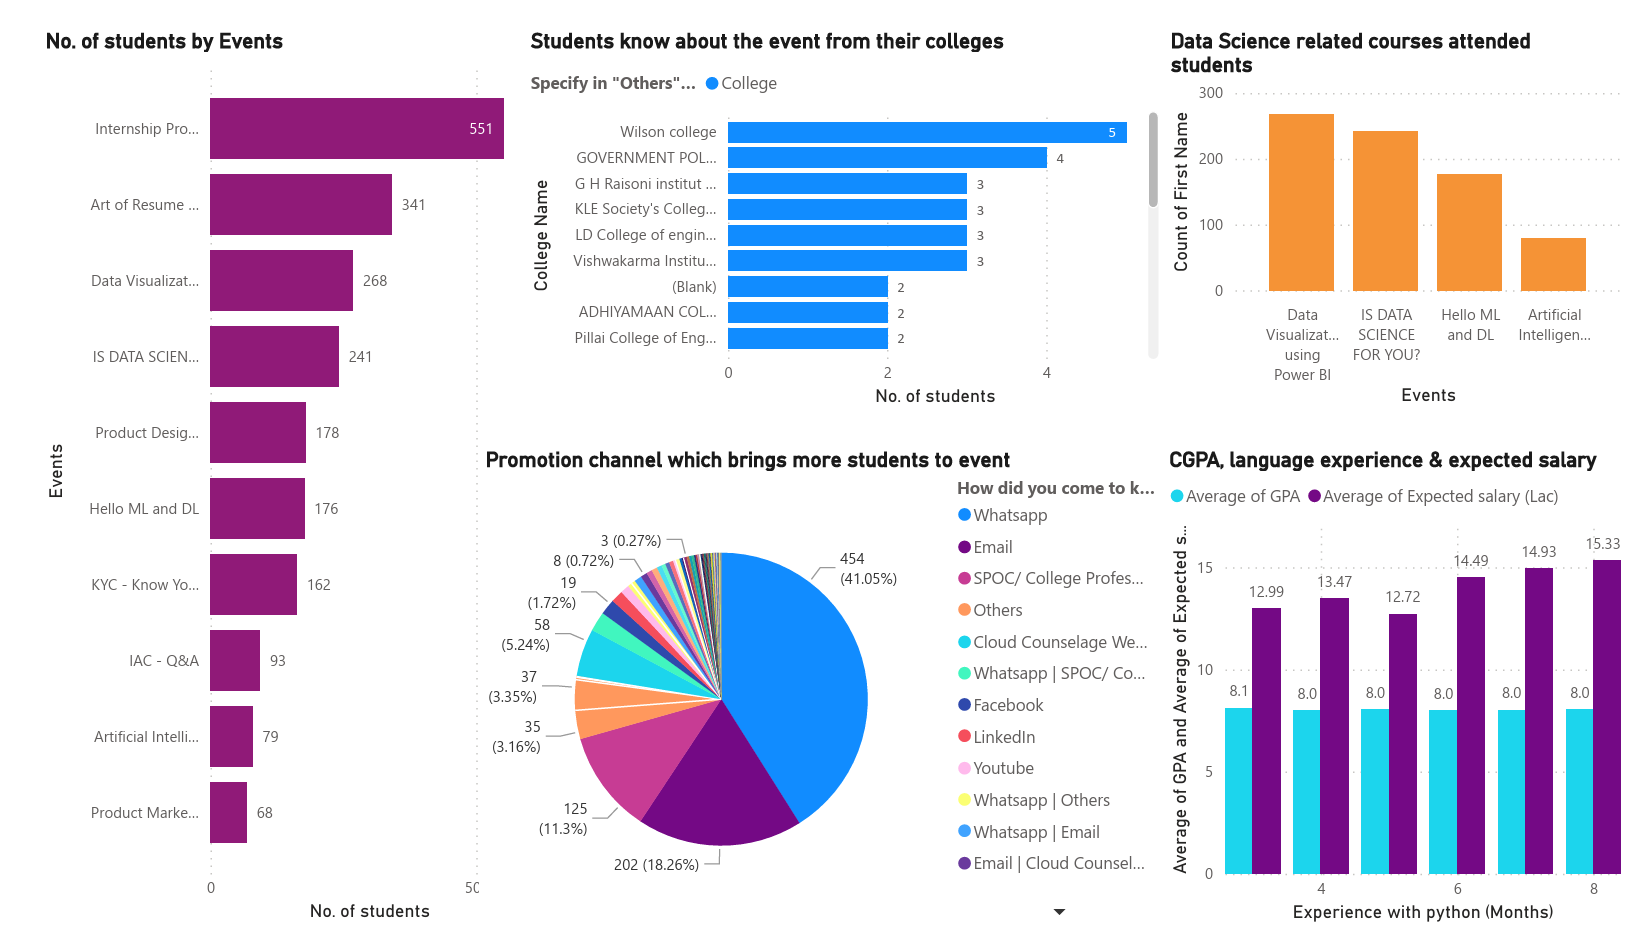 No. of students by Events
Internship Pro...
551
Art of Resume ...
341
Data Visualizat...
268
IS DATA SCIEN...
241
Product Desig...
178
Hello ML and DL
176
KYC - Know Yo...
162
IAC - Q&A
93
Artificial Intelli...
79
Product Marke...
68
Events
0
50
No. of students
Students know about the event from their colleges
Specify in "Others"...
College
College Name
Wilson college
5
GOVERNMENT POL...
4
G H Raisoni institut ...
3
KLE Society's Colleg...
3
LD College of engin...
3
Vishwakarma Institu...
3
(Blank)
2
ADHIYAMAAN COL...
2
Pillai College of Eng...
2
0
2
4
No. of students
Data Science related courses attended
students
Count of First Name
300
200
100
0
Data
Visualizat...
using
Power BI
IS DATA
SCIENCE
FOR YOU?
Hello ML
and DL
Artificial
Intelligen...
Events
Promotion channel which brings more students to event
3 (0.27%)
8 (0.72%)
19
(1.72%)
58
(5.24%)
37
(3.35%)
35
(3.16%)
125
(11.3%)
202 (18.26%)
454
(41.05%)
How did you come to k...
Whatsapp
Email
SPOC/ College Profes...
Others
Cloud Counselage We...
Whatsapp | SPOC/ Co...
Facebook
LinkedIn
Youtube
Whatsapp | Others
Whatsapp | Email
Email | Cloud Counsel...
CGPA, language experience & expected salary
Average of GPA
Average of Expected salary (Lac)
Average of GPA and Average of Expected s...
15
10
5
0
8.1
12.99
8.0
13.47
8.0
12.72
8.0
14.49
8.0
14.93
8.0
15.33
4
6
8
Experience with python (Months)